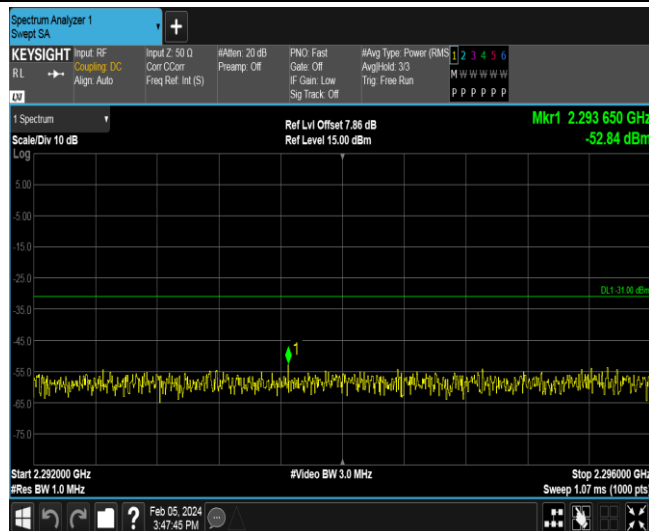 Spectrum Analyzer 1
Swept SA
+
KEYSIGHT
RL
Input: RF
Coupling: DC
Align: Auto
Input Z: 50 Ω
Corr CCorr
Freq Ref: Int (S)
#Atten: 20 dB
Preamp: Off
PNO: Fast
Gate: Off
IF Gain: Low
Sig Track: Off
#Avg Type: Power (RMS
Avg|Hold: 3/3
Trig: Free Run
1 2 3 4 5 6
M W W W W W
P P P P P P
1 Spectrum
Scale/Div 10 dB
Log
Ref Lvl Offset 7.86 dB
Ref Level 15.00 dBm
Mkr1 2.293 650 GHz
-52.84 dBm
5.00
-5.00
-15.0
-25.0
DL1 -31.00 dBm
-35.0
-45.0
1
-55.0
-65.0
-75.0
Start 2.292000 GHz
#Res BW 1.0 MHz
#Video BW 3.0 MHz
Stop 2.296000 GHz
Sweep 1.07 ms (1000 pts)
?
Feb 05, 2024
3:47:45 PM